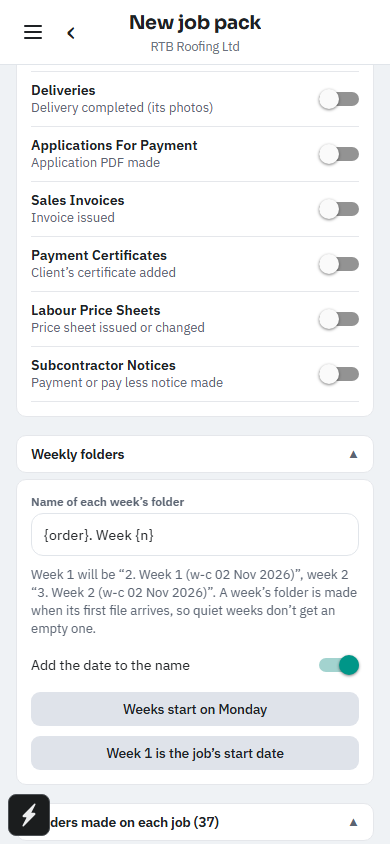 New job pack
RTB Roofing Ltd
Deliveries
Delivery completed (its photos)
Applications For Payment
Application PDF made
Sales Invoices
Invoice issued
Payment Certificates
Client’s certificate added
Labour Price Sheets
Price sheet issued or changed
Subcontractor Notices
Payment or pay less notice made
Weekly folders
Name of each week’s folder
{order}. Week {n}
Week 1 will be “2. Week 1 (w-c 02 Nov 2026)”, week 2
“3. Week 2 (w-c 02 Nov 2026)”. A week’s folder is made
when its first file arrives, so quiet weeks don’t get an
empty one.
Add the date to the name
Weeks start on Monday
Week 1 is the job’s start date
ders made on each job (37)